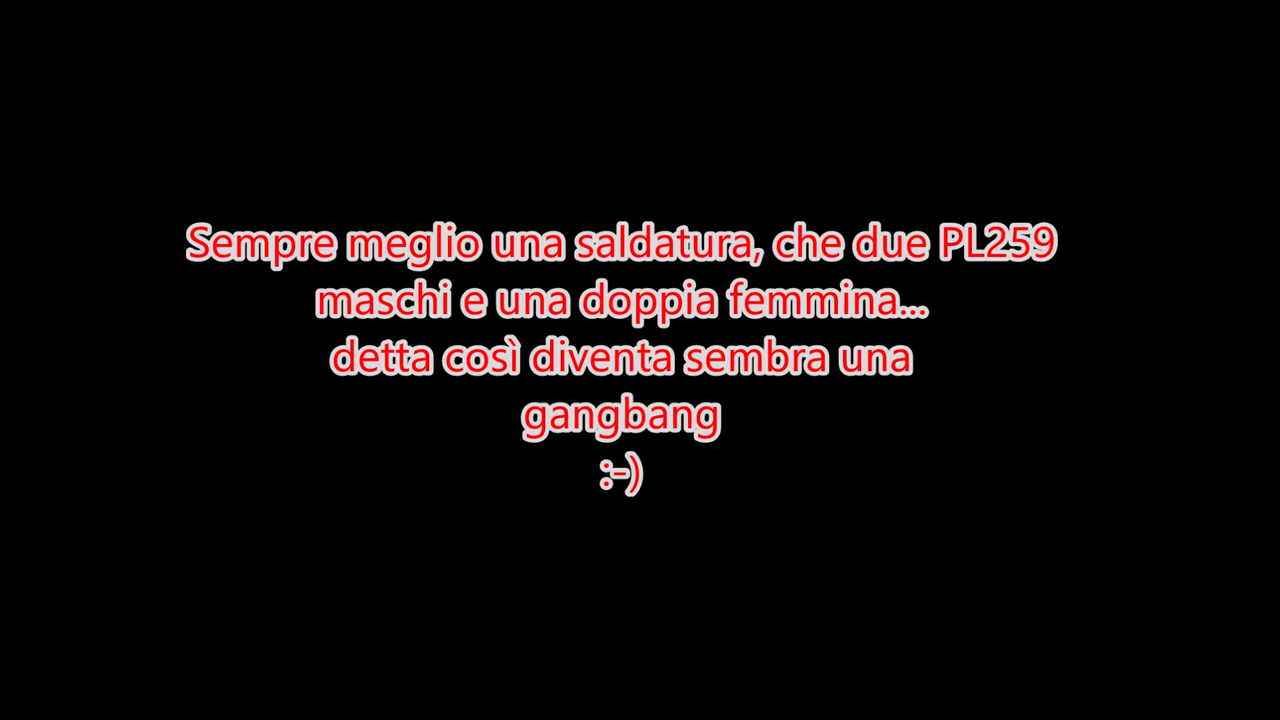 Sempre meglio una saldatura, che due PL259
maschi e una doppia femmina...
detta così diventa sembra una
gangbang
:-)